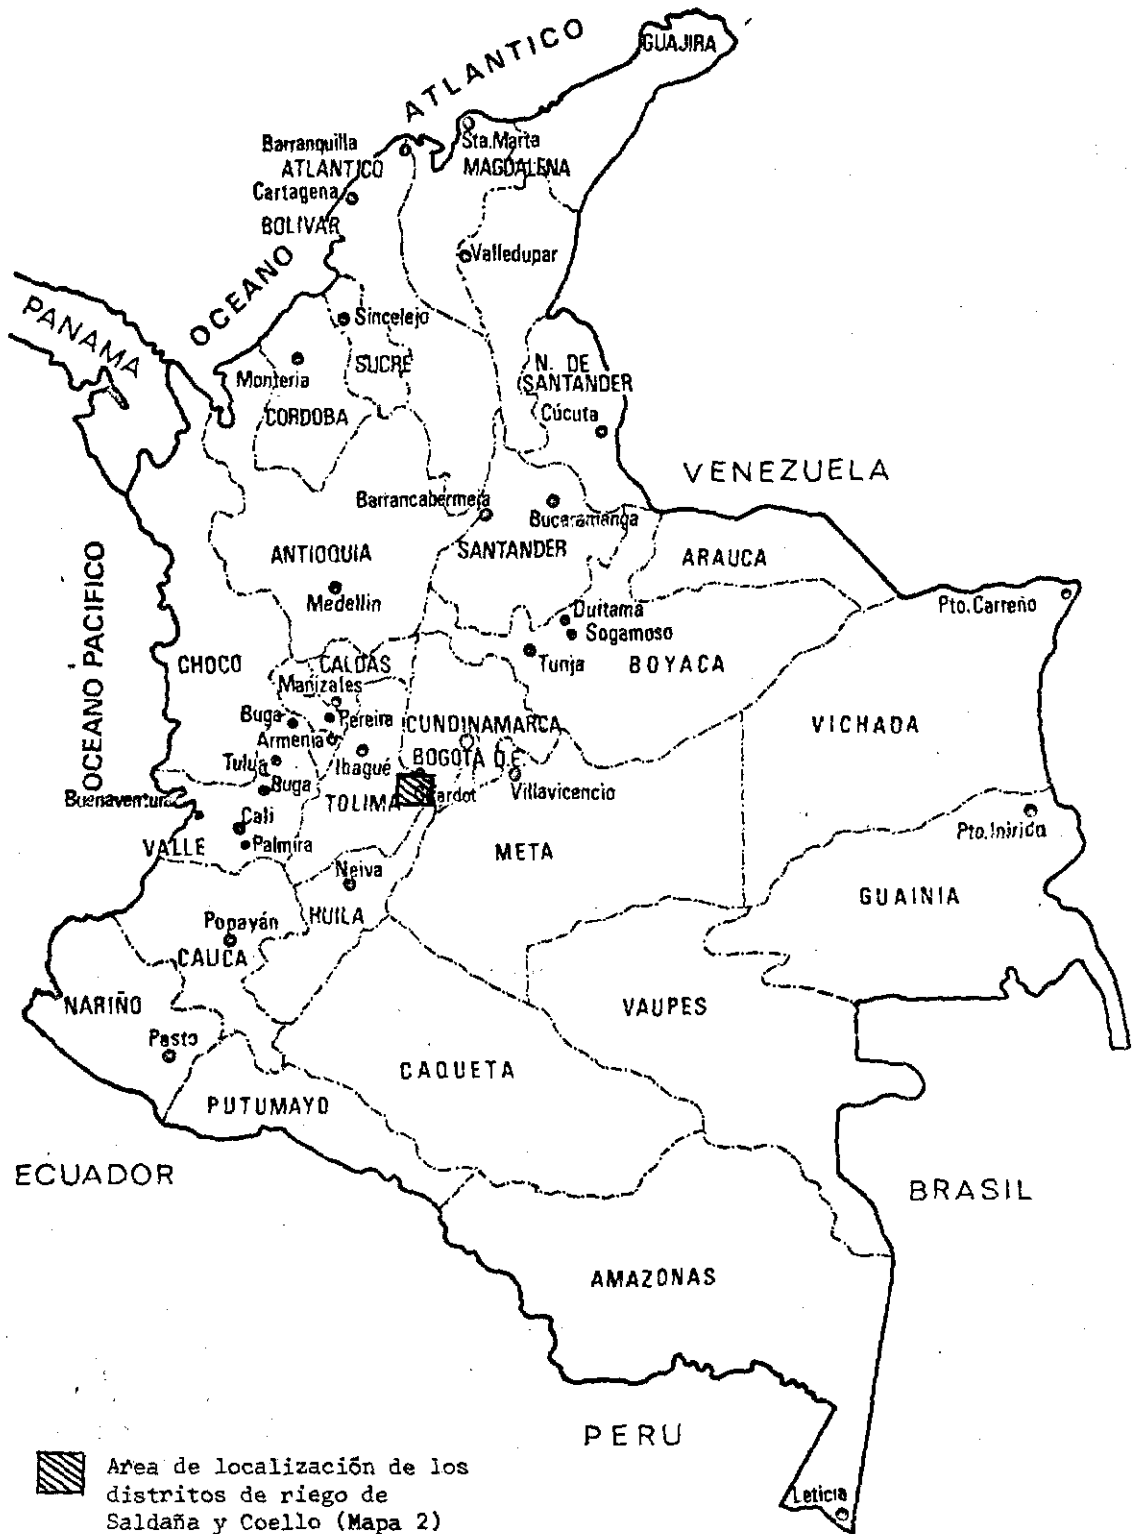 GUAJIRA
ATLANTICO
OCEANO
Barranquilla
ATLANTICO
Cartagena
BOLIVAR
Sta.Marta
MAGDALENA
Valledupar
PANAMA
Sincelejo
SUCRE
Monteria
CORDOBA
N. DE
SANTANDER
Cúcuta
VENEZUELA
Barrancabermeja
Bucaramanga
SANTANDER
ARAUCA
ANTIOQUIA
Medellin
OCEANO PACIFICO
Pto.Carreño
Duitama
Sogamoso
Tunja
BOYACA
CHOCO
CALDAS
Manizales
Buga
Pereira
Armenia
CUNDINAMARCA
BOGOTA D.E.
VICHADA
Tulua
Ibagué
Buga
Buenaventura
TOLIMA
ardot
Villavicencio
Cali
VALLE
Palmira
META
Pto.Inirida
Neiva
GUAINIA
HUILA
Popayán
CAUCA
NARIÑO
VAUPES
Pasto
CAQUETA
PUTUMAYO
ECUADOR
BRASIL
AMAZONAS
PERU
Leticia
Area de localización de los
distritos de riego de
Saldaña y Coello (Mapa 2)